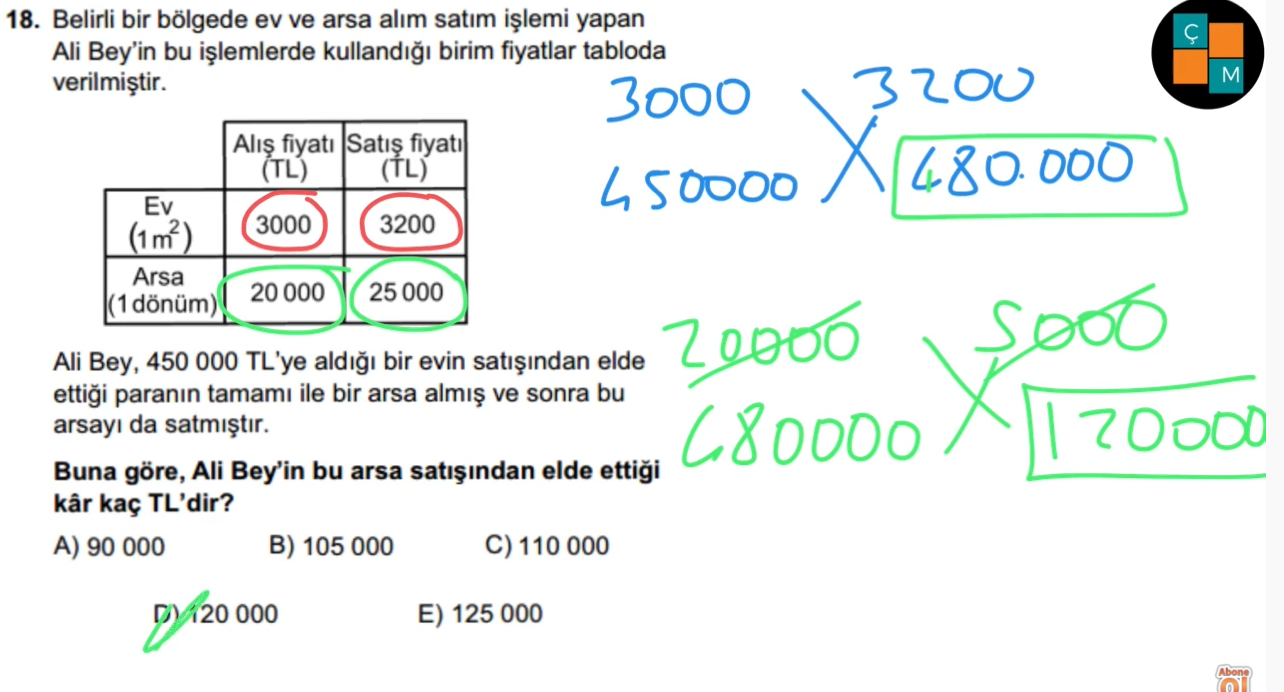 18. Belirli bir bölgede ev ve arsa alım satım işlemi yapan
Ali Bey'in bu işlemlerde kullandığı birim fiyatlar tabloda
verilmiştir.
Alış fiyatı (TL) Satış fiyatı (TL)
Ev (1 m²) 3000 3200
Arsa (1 dönüm) 20 000 25 000
Ali Bey, 450 000 TL'ye aldığı bir evin satışından elde
ettiği paranın tamamı ile bir arsa almış ve sonra bu
arsayı da satmıştır.
Buna göre, Ali Bey'in bu arsa satışından elde ettiği
kâr kaç TL'dir?
A) 90 000 B) 105 000 C) 110 000
D) 120 000 E) 125 000
3000 3200
450000 480.000
20000 5000
480000 120000
Ç
M
Abone
Ol